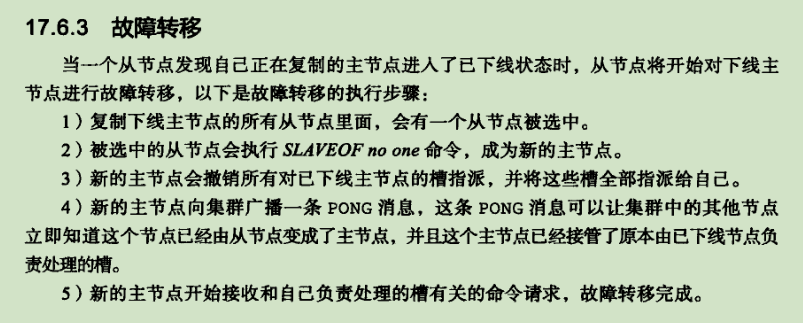 17.6.3 故障转移
当一个从节点发现自己正在复制的主节点进入了已下线状态时，从节点将开始对下线主
节点进行故障转移，以下是故障转移的执行步骤：
1）复制下线主节点的所有从节点里面，会有一个从节点被选中。
2）被选中的从节点会执行 SLAVEOF no one 命令，成为新的主节点。
3）新的主节点会撤销所有对已下线主节点的槽指派，并将这些槽全部指派给自己。
4）新的主节点向集群广播一条 PONG 消息，这条 PONG 消息可以让集群中的其他节点
立即知道这个节点已经由从节点变成了主节点，并且这个主节点已经接管了原本由已下线节点负
责处理的槽。
5）新的主节点开始接收和自己负责处理的槽有关的命令请求，故障转移完成。